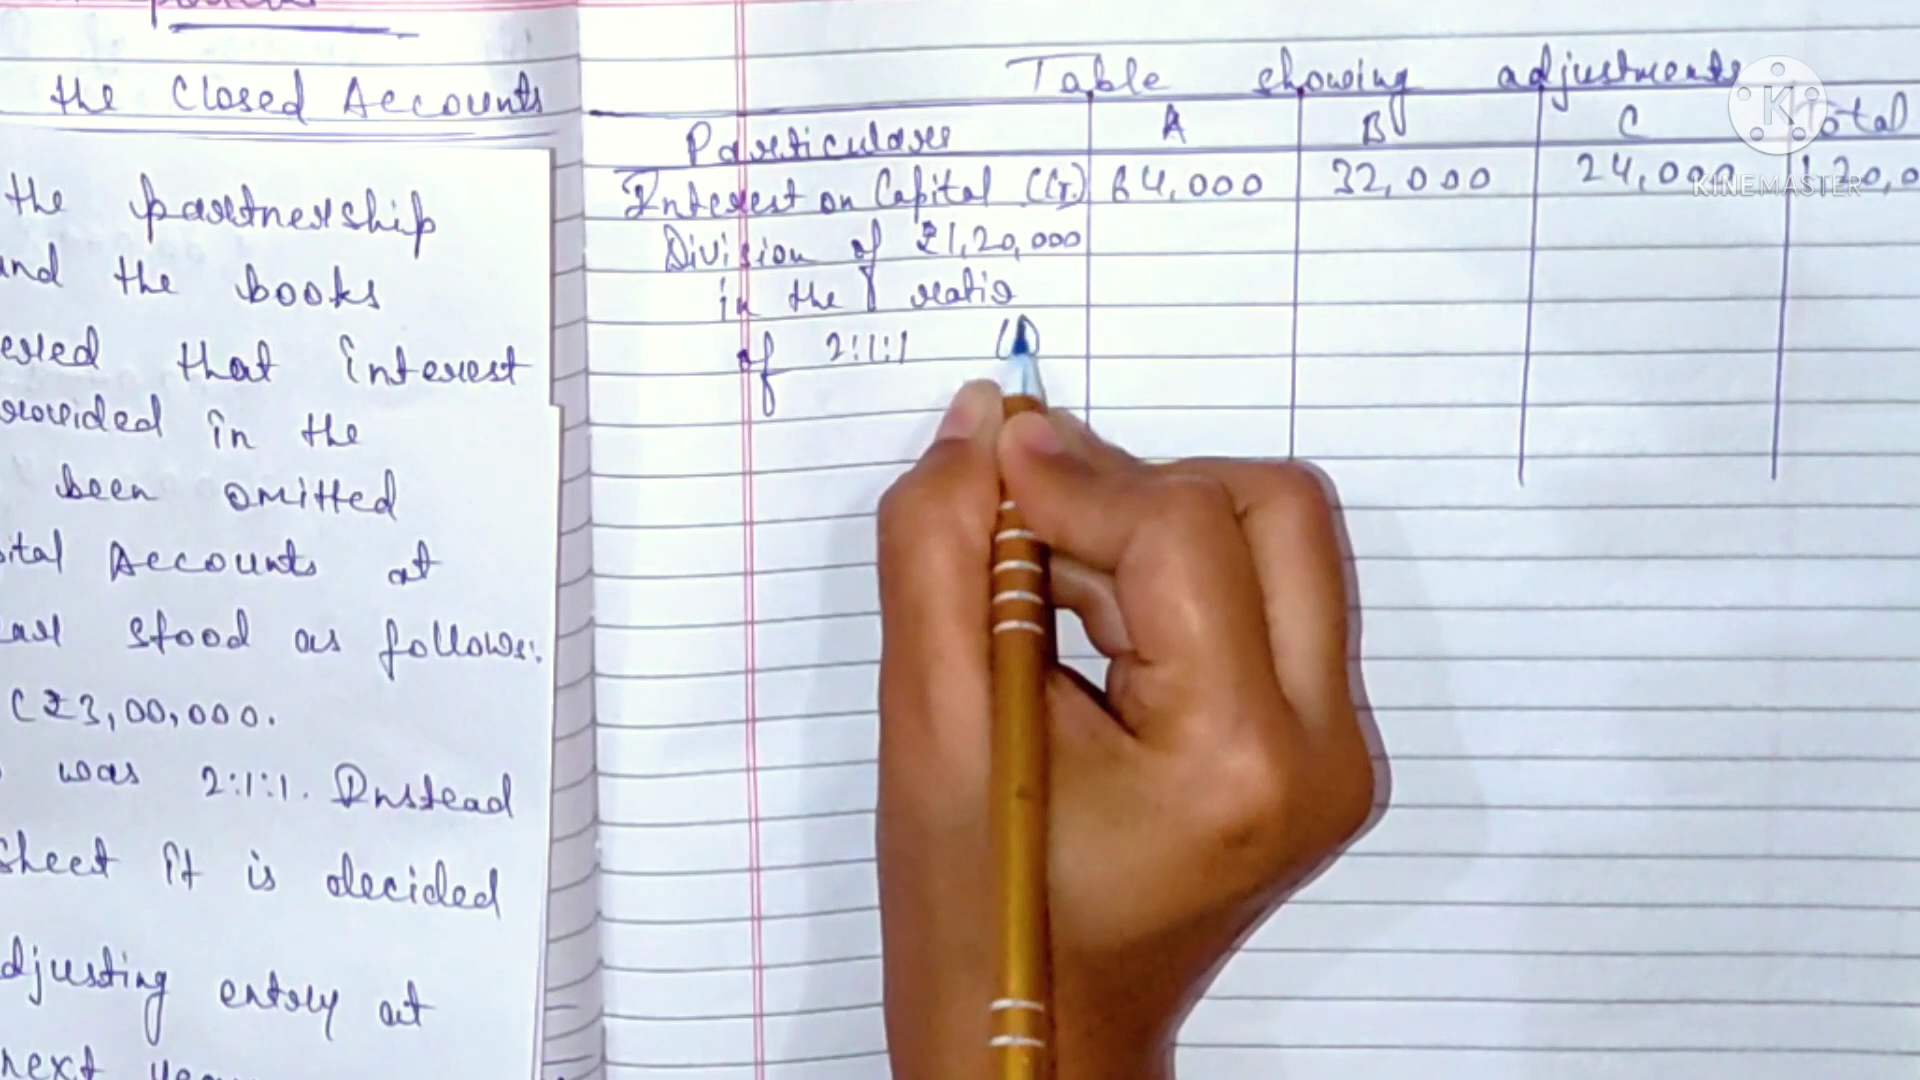 the Closed Accounts
the partnership
and the books
ered that interest
provided in the
been omitted
ital Accounts at
stood as follows:
C ₹3,00,000.
was 2:1:1. Instead
sheet it is decided
djusting entry at
next
Table showing adjustments
Particulars A B C Total
Interest on Capital (Cr.) 64,000 32,000 24,000 1,20,0
Division of ₹1,20,000
in the ratio
of 2:1:1
K
KINEMASTER